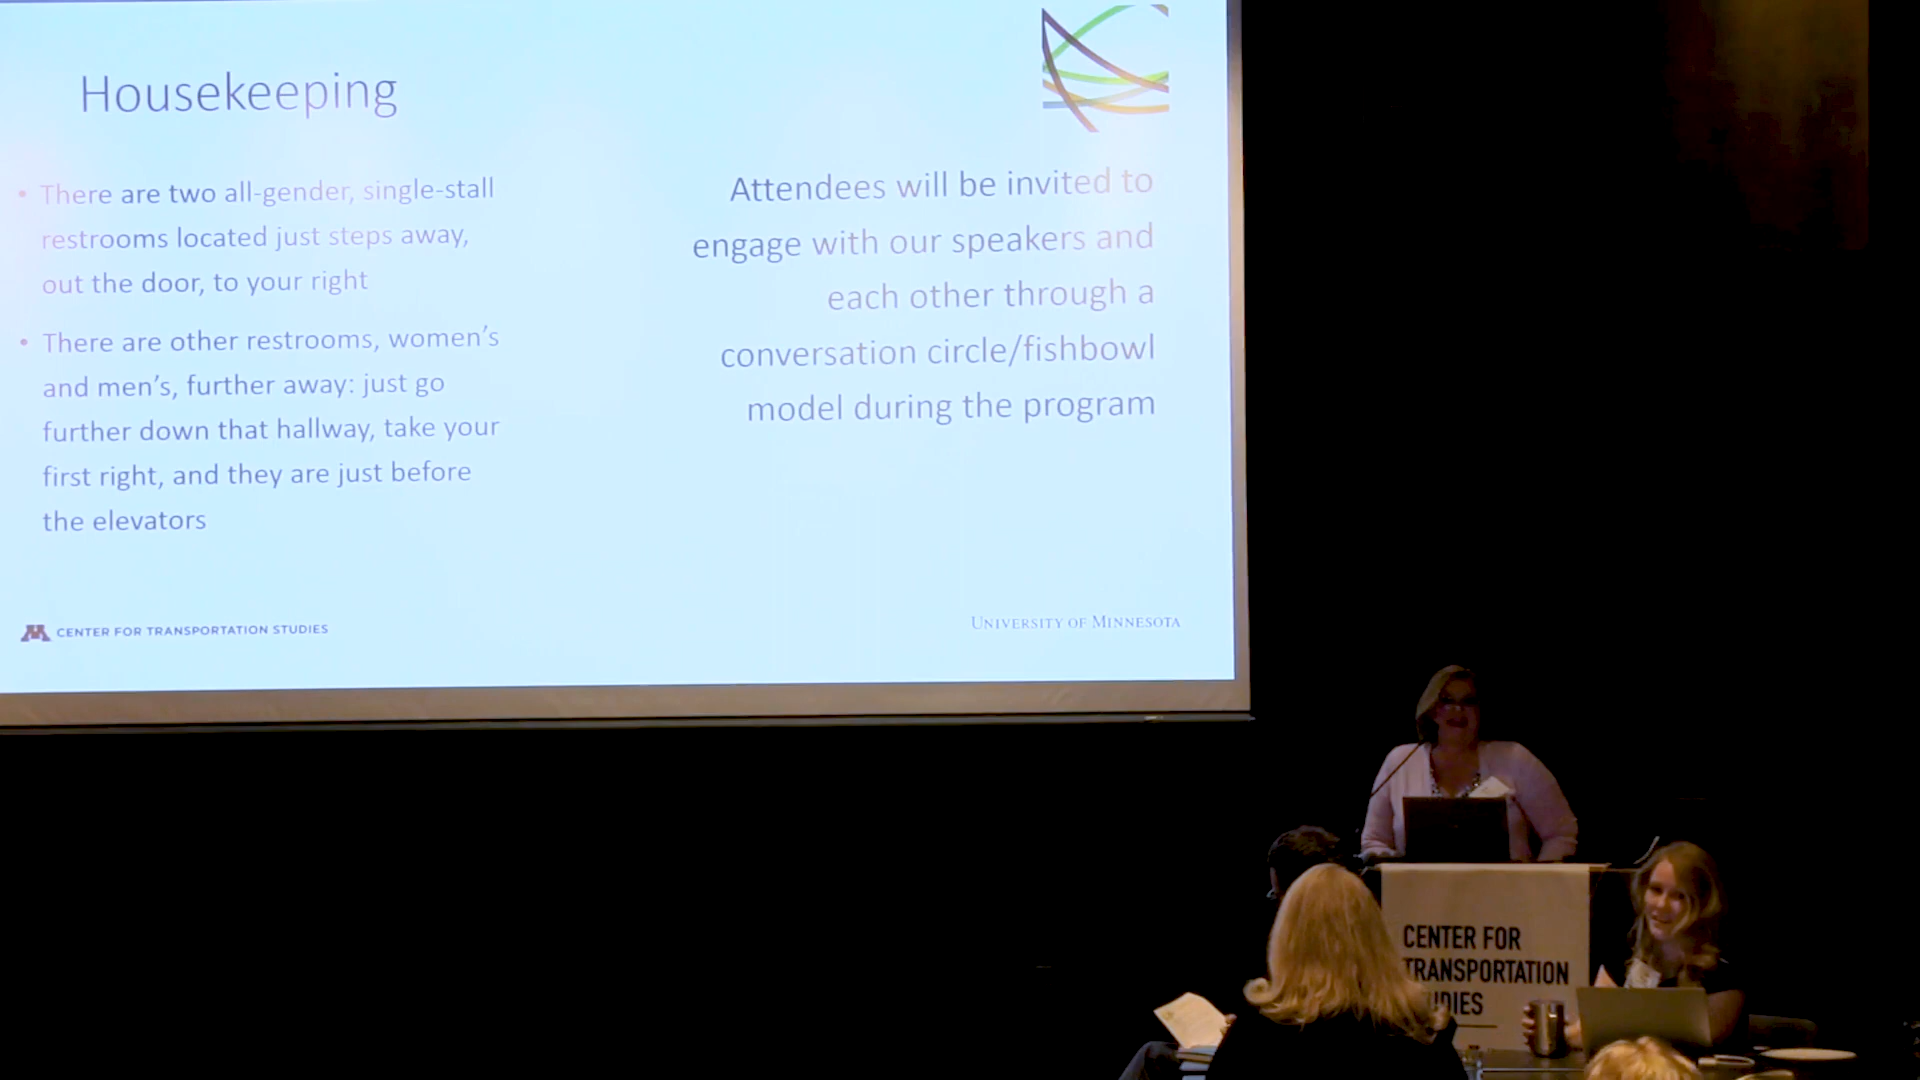 Housekeeping
• There are two all-gender, single-stall
restrooms located just steps away,
out the door, to your right
• There are other restrooms, women's
and men's, further away: just go
further down that hallway, take your
first right, and they are just before
the elevators
Attendees will be invited to
engage with our speakers and
each other through a
conversation circle/fishbowl
model during the program
M CENTER FOR TRANSPORTATION STUDIES
UNIVERSITY OF MINNESOTA
CENTER FOR
TRANSPORTATION
UDIES